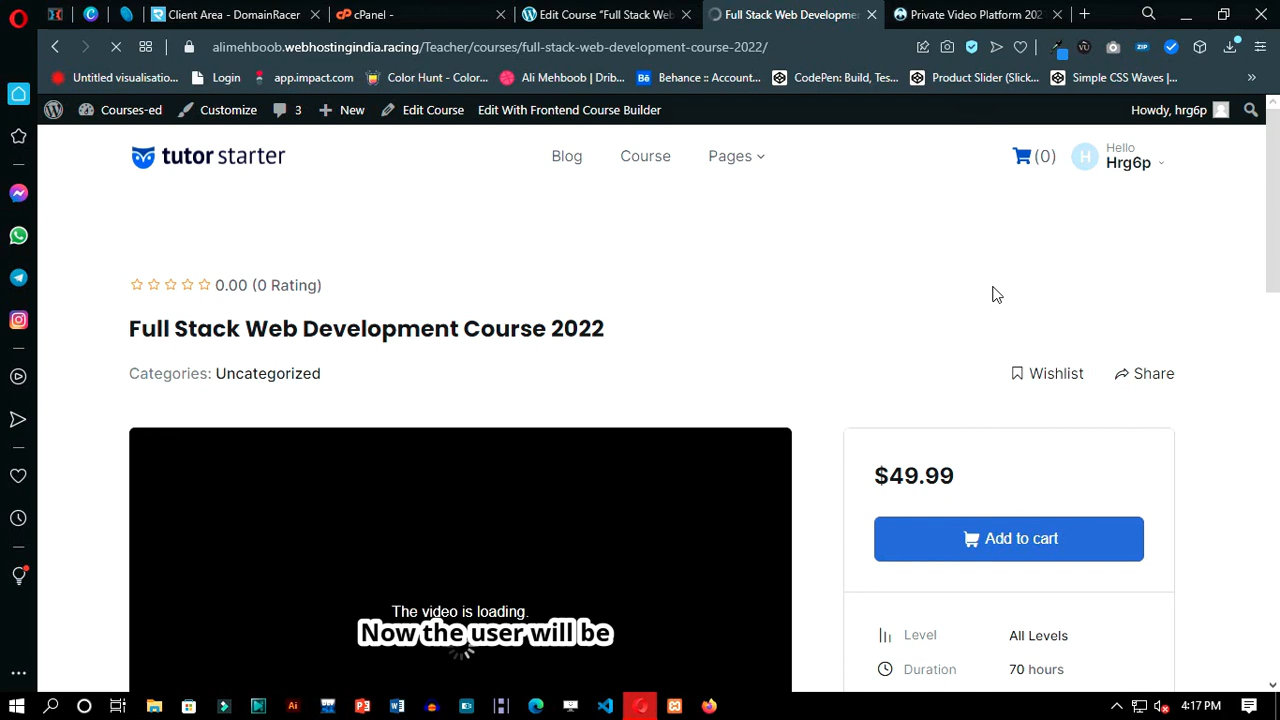 Client Area - DomainRacer
cPanel -
Edit Course "Full Stack Web
Full Stack Web Developme
Private Video Platform 202
alimehboob.webhostingindia.racing/Teacher/courses/full-stack-web-development-course-2022/
Untitled visualisatio...
Login
app.impact.com
Color Hunt - Color...
Ali Mehboob | Drib...
Behance :: Account...
CodePen: Build, Tes...
Product Slider (Slick...
Simple CSS Waves |...
Courses-ed
Customize
3
New
Edit Course
Edit With Frontend Course Builder
Howdy, hrg6p
tutor starter
Blog
Course
Pages
(0)
H
Hello
Hrg6p
0.00 (0 Rating)
Full Stack Web Development Course 2022
Categories: Uncategorized
Wishlist
Share
$49.99
Add to cart
The video is loading.
Now the user will be
Level
All Levels
Duration
70 hours
4:17 PM